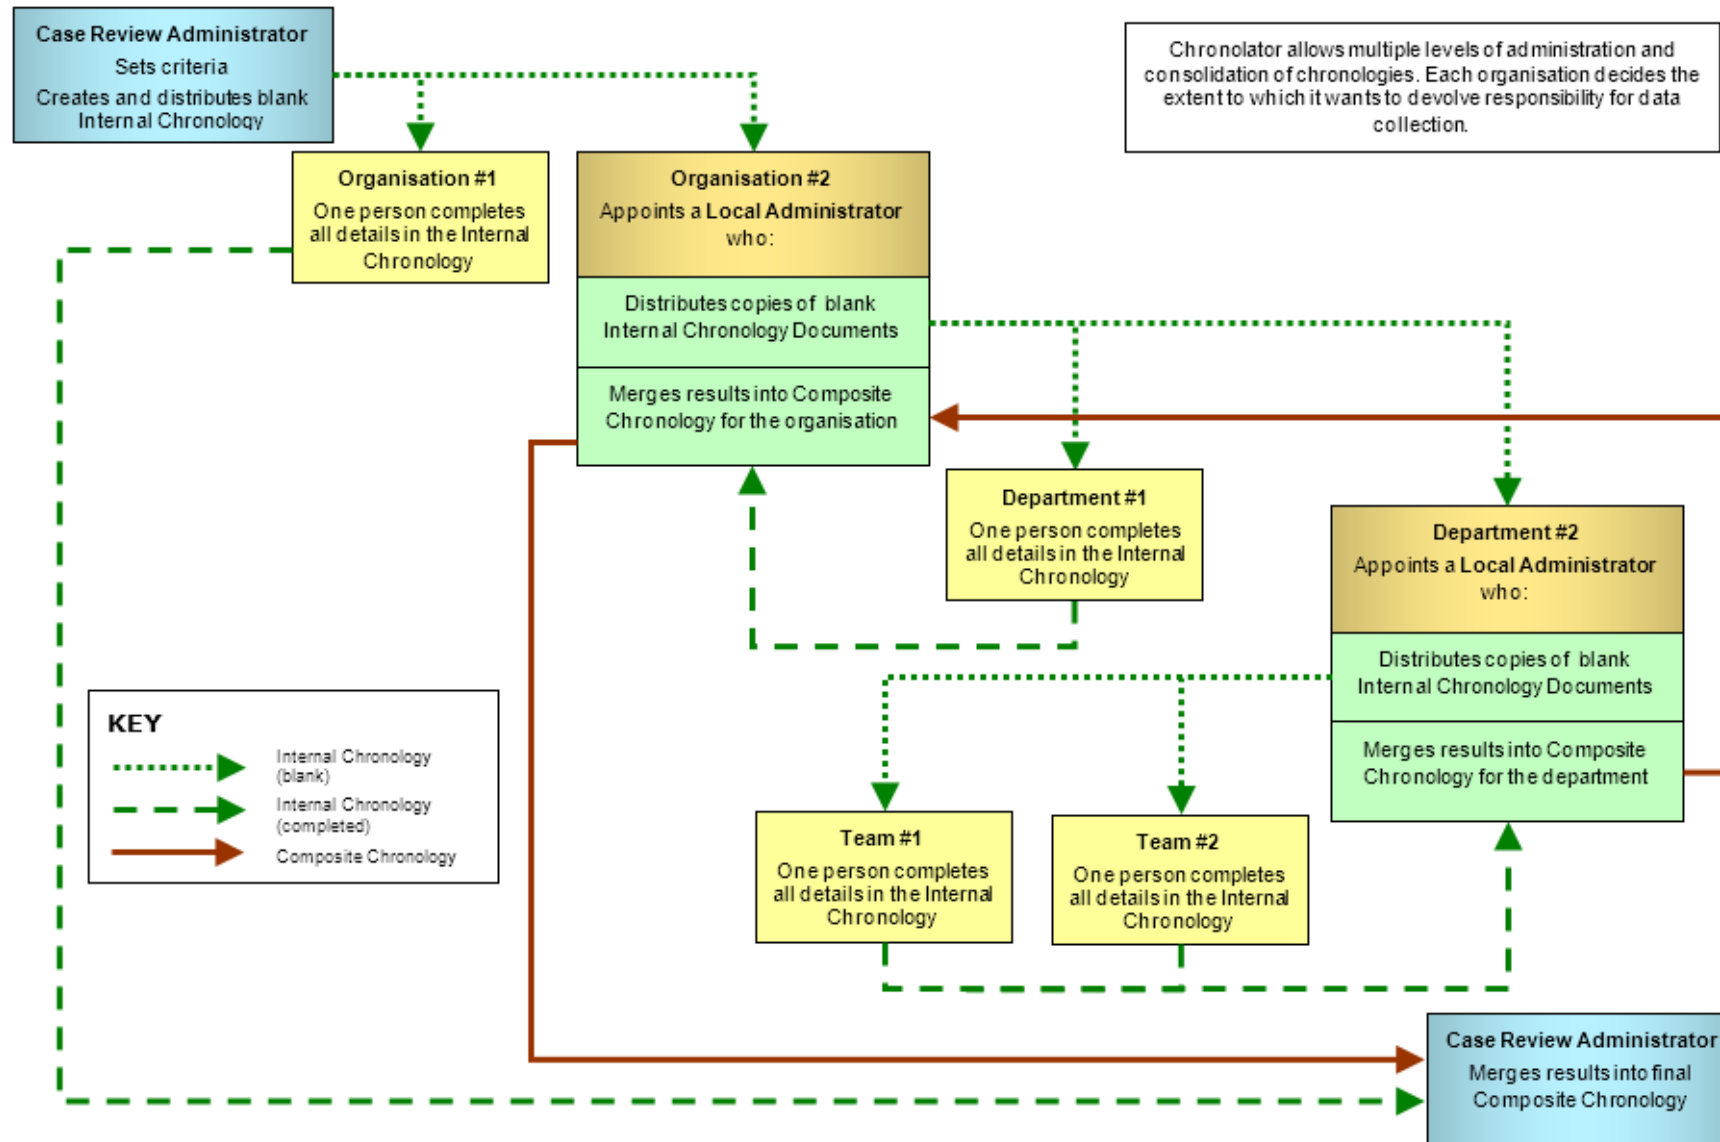 Case Review Administrator
Sets criteria
Creates and distributes blank
Internal Chronology
Chronolator allows multiple levels of administration and
consolidation of chronologies. Each organisation decides the
extent to which it wants to devolve responsibility for data
collection.
Organisation #1
One person completes
all details in the Internal
Chronology
Organisation #2
Appoints a Local Administrator
who:
Distributes copies of blank
Internal Chronology Documents
Merges results into Composite
Chronology for the organisation
Department #1
One person completes
all details in the Internal
Chronology
Department #2
Appoints a Local Administrator
who:
Distributes copies of blank
Internal Chronology Documents
Merges results into Composite
Chronology for the department
KEY
Internal Chronology
(blank)
Internal Chronology
(completed)
Composite Chronology
Team #1
One person completes
all details in the Internal
Chronology
Team #2
One person completes
all details in the Internal
Chronology
Case Review Administrator
Merges results into final
Composite Chronology